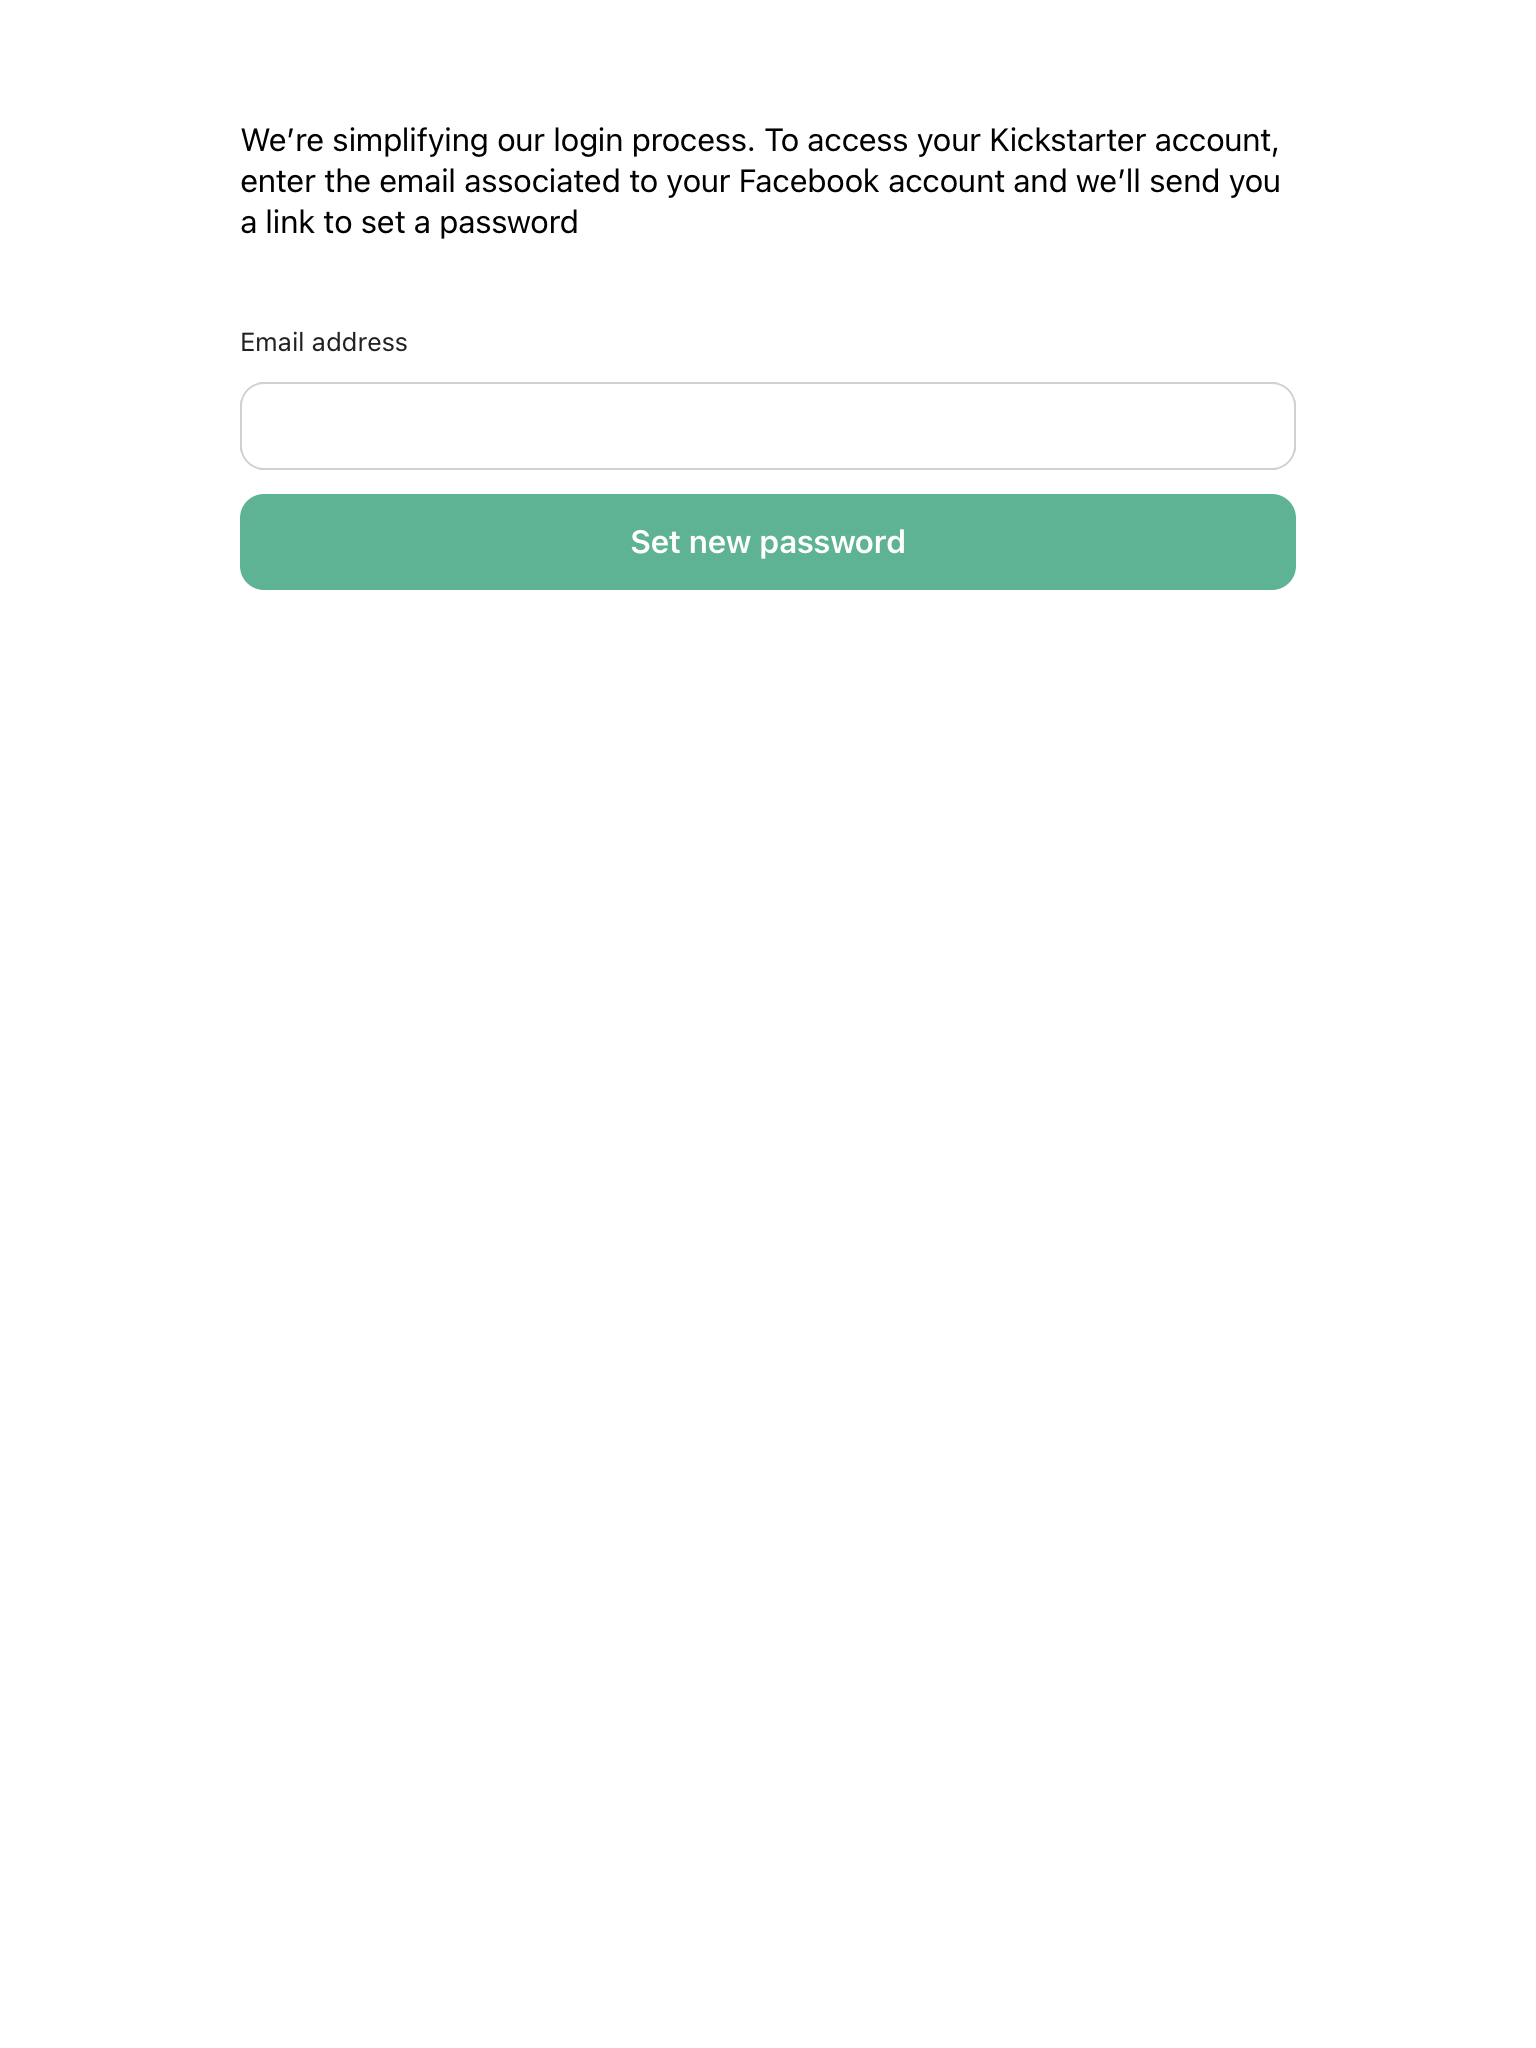 We’re simplifying our login process. To access your Kickstarter account,
enter the email associated to your Facebook account and we’ll send you
a link to set a password
Email address
Set new password